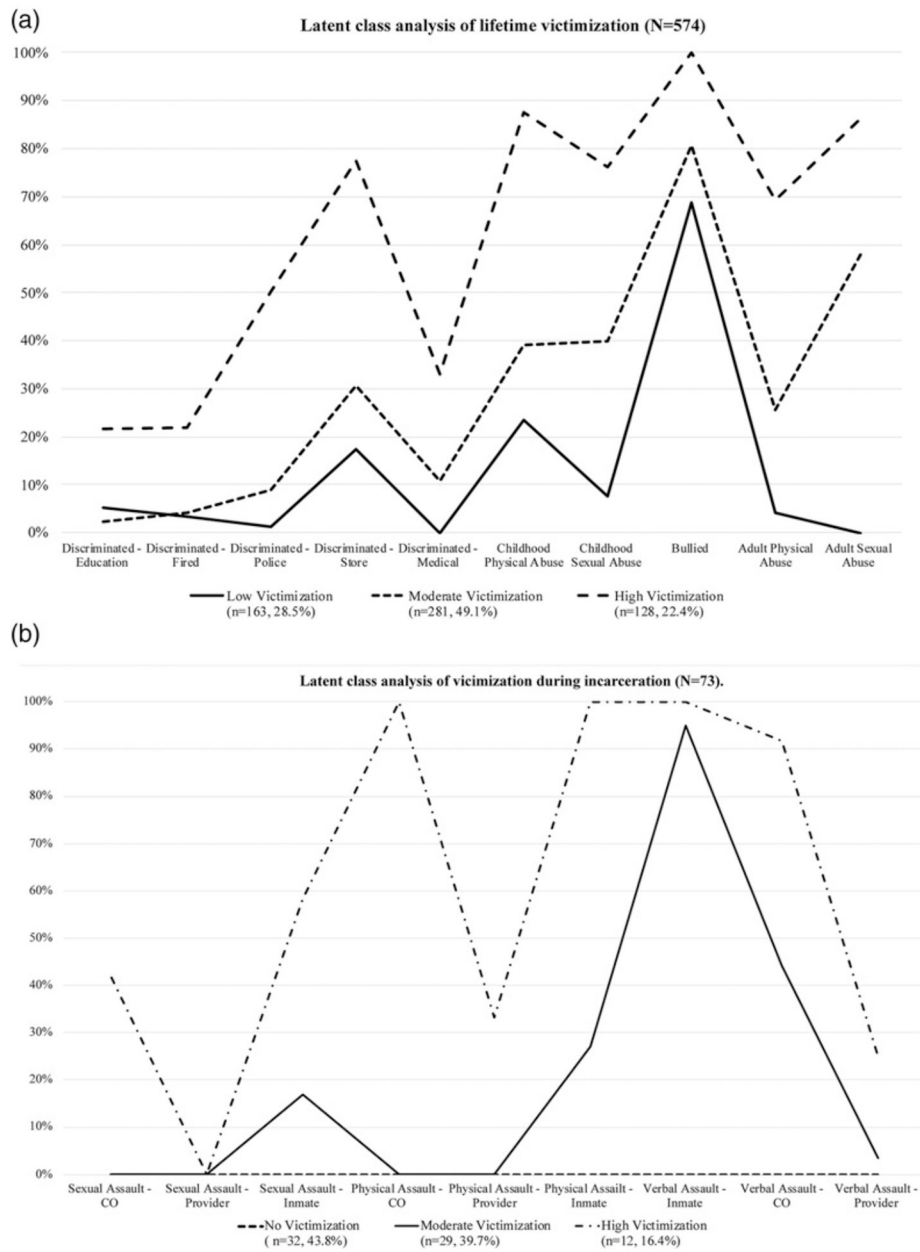 (a)
Latent class analysis of lifetime victimization (N=574)
100%
90%
80%
70%
60%
50%
40%
30%
20%
10%
0%
Discriminated - Discriminated - Discriminated - Discriminated - Discriminated - Childhood Childhood Bullied Adult Physical Adult Sexual
Education Fired Police Store Medical Physical Abuse Sexual Abuse Abuse Abuse
Low Victimization Moderate Victimization High Victimization
(n=163, 28.5%) (n=281, 49.1%) (n=128, 22.4%)
(b)
Latent class analysis of vicimization during incarceration (N=73).
100%
90%
80%
70%
60%
50%
40%
30%
20%
10%
0%
Sexual Assault - Sexual Assault - Sexual Assault - Physical Assault - Physical Assault - Physical Assailt - Verbal Assault - Verbal Assault - Verbal Assault -
CO Provider Inmate CO Provider Inmate Inmate CO Provider
No Victimization Moderate Victimization High Victimization
( n=32, 43.8%) (n=29, 39.7%) (n=12, 16.4%)